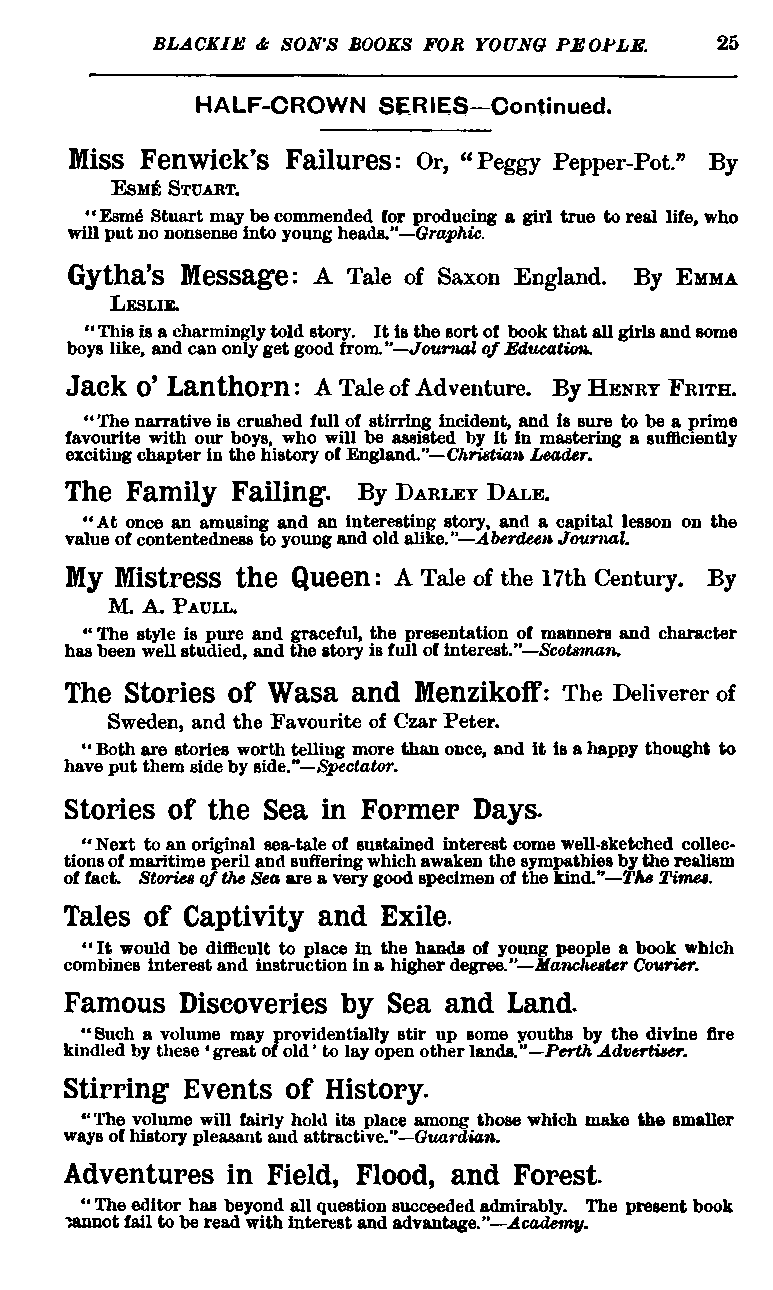 BLACKIE & SON'S BOOKS FOR YOUNG PEOPLE. 25
HALF-CROWN SERIES—Continued.
Miss Fenwick's Failures: Or, "Peggy Pepper-Pot." By
ESMÉ STUART.
"Esmé Stuart may be commended for producing a girl true to real life, who
will put no nonsense into young heads."—Graphic.
Gytha's Message: A Tale of Saxon England. By EMMA
LESLIE.
"This is a charmingly told story. It is the sort of book that all girls and some
boys like, and can only get good from."—Journal of Education.
Jack o' Lanthorn: A Tale of Adventure. By HENRY FRITH.
"The narrative is crushed full of stirring incident, and is sure to be a prime
favourite with our boys, who will be assisted by it in mastering a sufficiently
exciting chapter in the history of England."—Christian Leader.
The Family Failing. By DARLEY DALE.
"At once an amusing and an interesting story, and a capital lesson on the
value of contentedness to young and old alike."—Aberdeen Journal.
My Mistress the Queen: A Tale of the 17th Century. By
M. A. PAULL.
"The style is pure and graceful, the presentation of manners and character
has been well studied, and the story is full of interest."—Scotsman.
The Stories of Wasa and Menzikoff: The Deliverer of
Sweden, and the Favourite of Czar Peter.
"Both are stories worth telling more than once, and it is a happy thought to
have put them side by side."—Spectator.
Stories of the Sea in Former Days.
"Next to an original sea-tale of sustained interest come well-sketched collec-
tions of maritime peril and suffering which awaken the sympathies by the realism
of fact. Stories of the Sea are a very good specimen of the kind."—The Times.
Tales of Captivity and Exile.
"It would be difficult to place in the hands of young people a book which
combines interest and instruction in a higher degree."—Manchester Courier.
Famous Discoveries by Sea and Land.
"Such a volume may providentially stir up some youths by the divine fire
kindled by these 'great of old' to lay open other lands."—Perth Advertiser.
Stirring Events of History.
"The volume will fairly hold its place among those which make the smaller
ways of history pleasant and attractive."—Guardian.
Adventures in Field, Flood, and Forest.
"The editor has beyond all question succeeded admirably. The present book
cannot fail to be read with interest and advantage."—Academy.